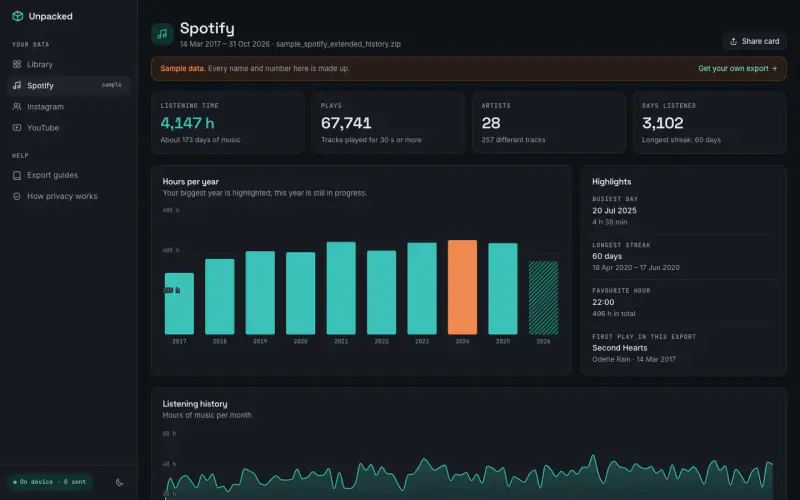 Unpacked
YOUR DATA
Library
Spotify
sample
Instagram
YouTube
HELP
Export guides
How privacy works
On device · 0 sent
Spotify
14 Mar 2017 – 31 Oct 2026 · sample_spotify_extended_history.zip
Share card
Sample data. Every name and number here is made up.
Get your own export →
LISTENING TIME
4,147 h
About 173 days of music
PLAYS
67,741
Tracks played for 30 s or more
ARTISTS
28
257 different tracks
DAYS LISTENED
3,102
Longest streak: 60 days
Hours per year
Your biggest year is highlighted; this year is still in progress.
2017
2018
2019
2020
2021
2022
2023
2024
2025
2026
Highlights
BUSIEST DAY
20 Jul 2025
4 h 38 min
LONGEST STREAK
60 days
19 Apr 2020 – 17 Jun 2020
FAVOURITE HOUR
22:00
496 h in total
FIRST PLAY IN THIS EXPORT
Second Hearts
Odette Rain · 14 Mar 2017
Listening history
Hours of music per month
60 h
40 h
20 h